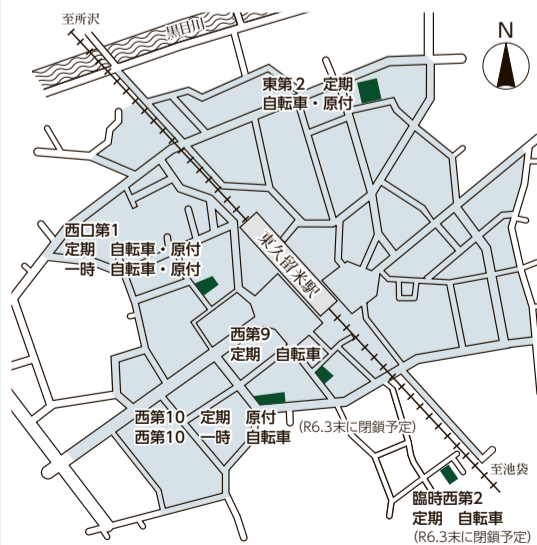 至所沢
黒目川
N
東第2 定期
自転車・原付
西口第1
定期 自転車・原付
一時 自転車・原付
東久留米駅
西第9
定期 自転車
西第10 定期 原付
西第10 一時 自転車
(R6.3末に閉鎖予定)
至池袋
臨時西第2
定期 自転車
(R6.3末に閉鎖予定)